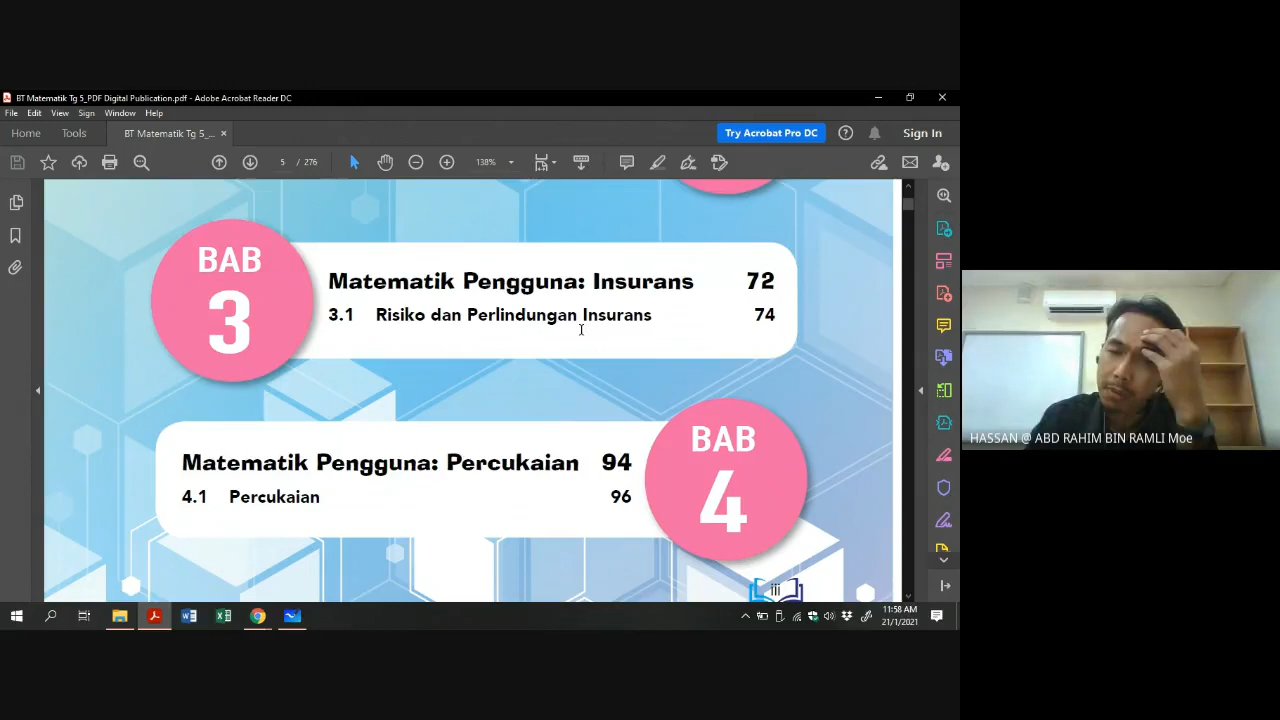 BT Matematik Tg 5_PDF Digital Publication.pdf - Adobe Acrobat Reader DC
File Edit View Sign Window Help
Home Tools BT Matematik Tg 5_... × Try Acrobat Pro DC Sign In
5 / 276 138%
BAB
3
Matematik Pengguna: Insurans 72
3.1 Risiko dan Perlindungan Insurans 74
Matematik Pengguna: Percukaian 94
4.1 Percukaian 96
BAB
4
iii
HASSAN @ ABD RAHIM BIN RAMLI Moe
11:58 AM
21/1/2021